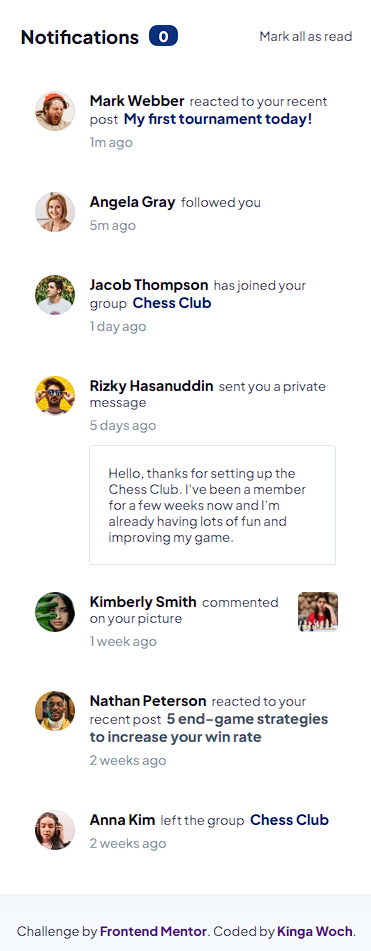 Notifications 0 Mark all as read
Mark Webber reacted to your recent
post My first tournament today!
1m ago
Angela Gray followed you
5m ago
Jacob Thompson has joined your
group Chess Club
1 day ago
Rizky Hasanuddin sent you a private
message
5 days ago
Hello, thanks for setting up the
Chess Club. I've been a member
for a few weeks now and I'm
already having lots of fun and
improving my game.
Kimberly Smith commented
on your picture
1 week ago
Nathan Peterson reacted to your
recent post 5 end-game strategies
to increase your win rate
2 weeks ago
Anna Kim left the group Chess Club
2 weeks ago
Challenge by Frontend Mentor. Coded by Kinga Woch.